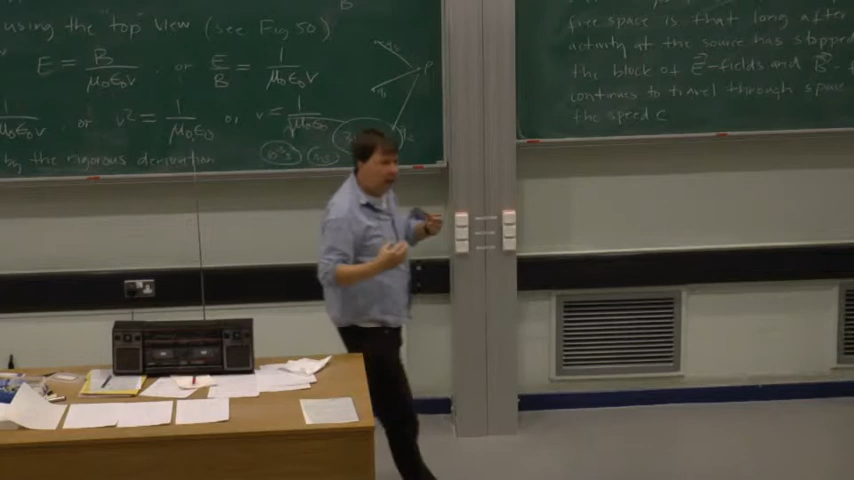 using the "top" view (see Fig 50)
E = B / μ₀ε₀v , or E/B = 1 / μ₀ε₀v
μ₀ε₀v , or v² = 1 / μ₀ε₀ or v = 1 / √μ₀ε₀
by the rigorous derivation
P
free space is that long after
activity at the source has stopped
the block of E-fields and B
continues to travel through space
the speed c